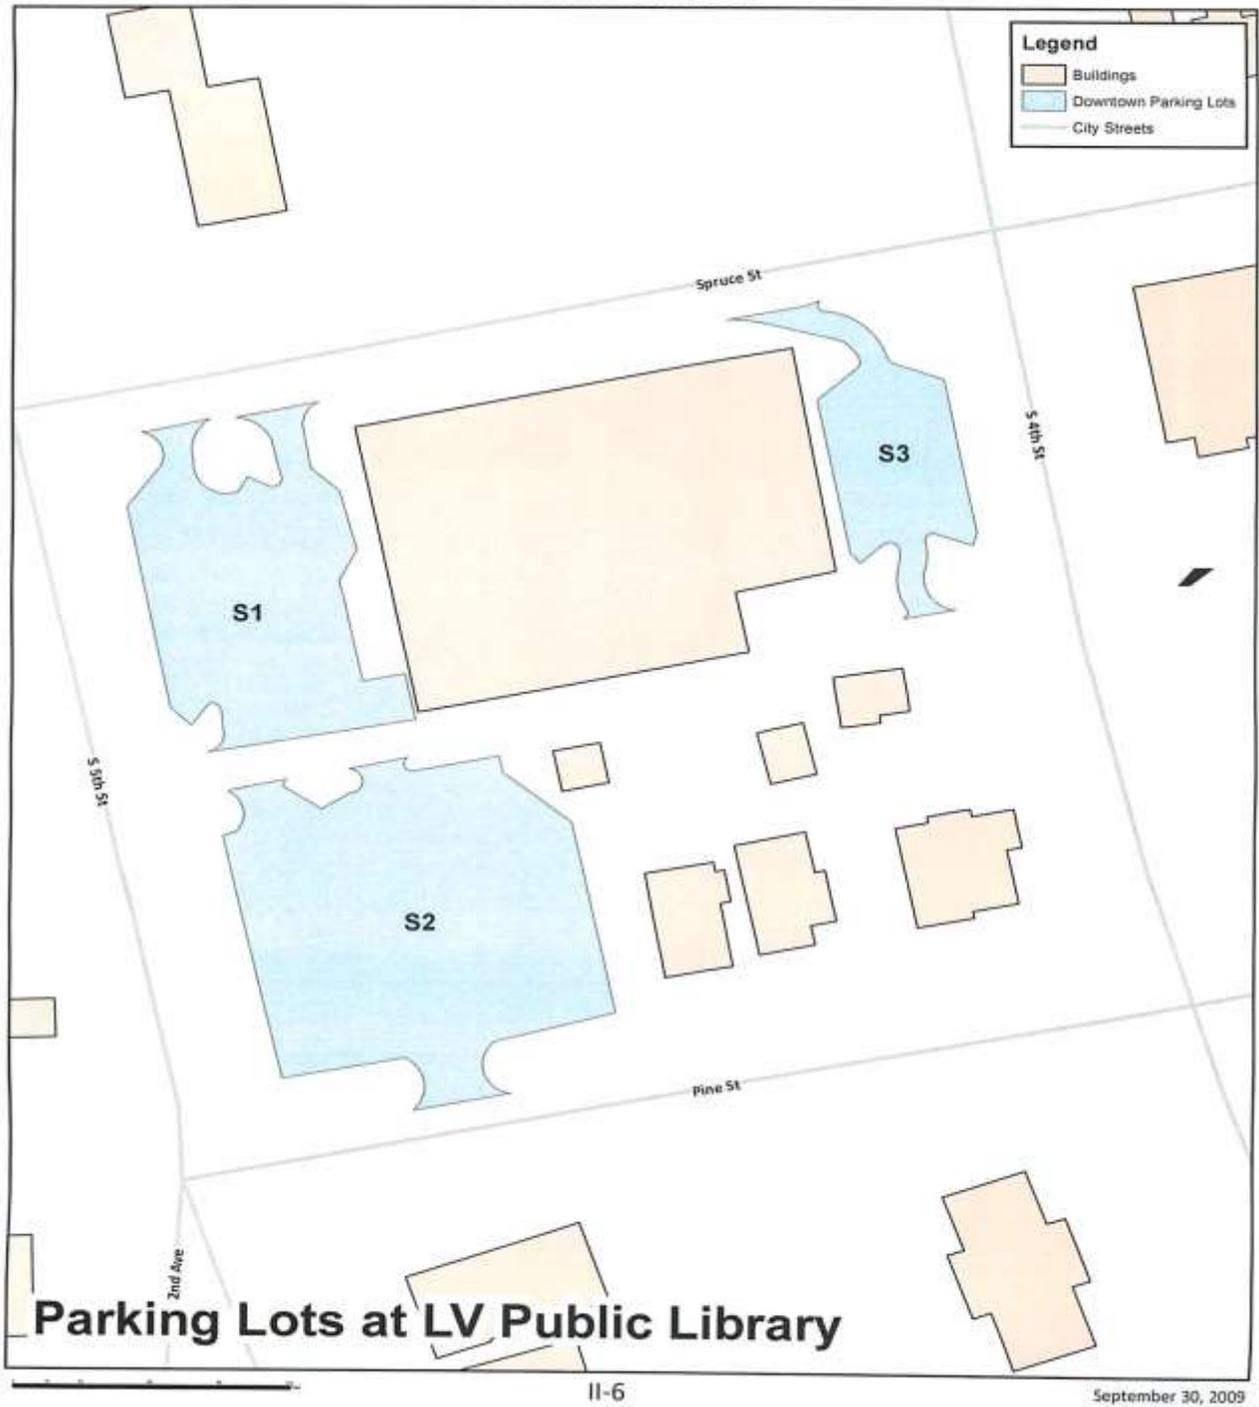 Legend
Buildings
Downtown Parking Lots
City Streets
Spruce St
S 4th St
S3
S1
S 5th St
S2
Pine St
2nd Ave
Parking Lots at LV Public Library
II-6
September 30, 2009